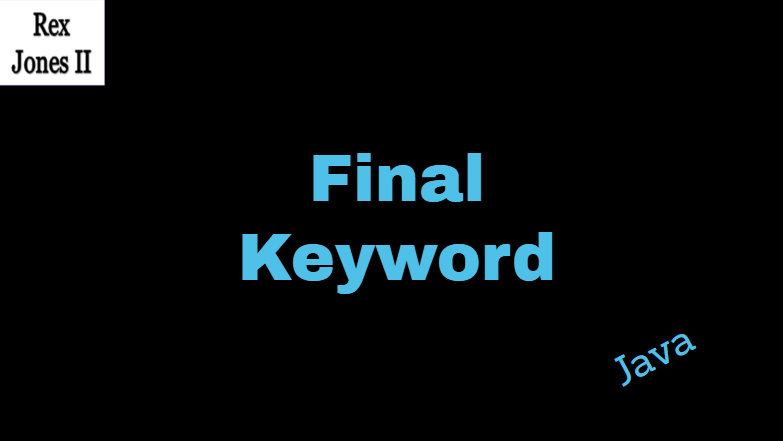 Rex
Jones II
Final
Keyword
Java